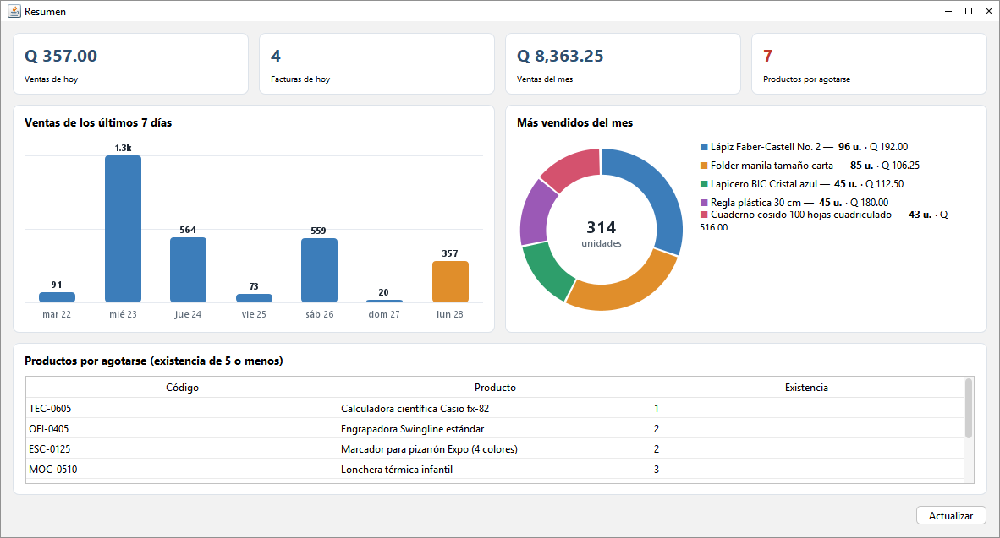 Resumen
Q 357.00
Ventas de hoy
4
Facturas de hoy
Q 8,363.25
Ventas del mes
7
Productos por agotarse
Ventas de los últimos 7 días
1.3k
564
559
357
91
73
20
mar 22
mié 23
jue 24
vie 25
sáb 26
dom 27
lun 28
Más vendidos del mes
314
unidades
Lápiz Faber-Castell No. 2 — 96 u. · Q 192.00
Folder manila tamaño carta — 85 u. · Q 106.25
Lapicero BIC Cristal azul — 45 u. · Q 112.50
Regla plástica 30 cm — 45 u. · Q 180.00
Cuaderno cosido 100 hojas cuadriculado — 43 u. · Q
516.00
Productos por agotarse (existencia de 5 o menos)
Código Producto Existencia
TEC-0605 Calculadora científica Casio fx-82 1
OFI-0405 Engrapadora Swingline estándar 2
ESC-0125 Marcador para pizarrón Expo (4 colores) 2
MOC-0510 Lonchera térmica infantil 3
Actualizar